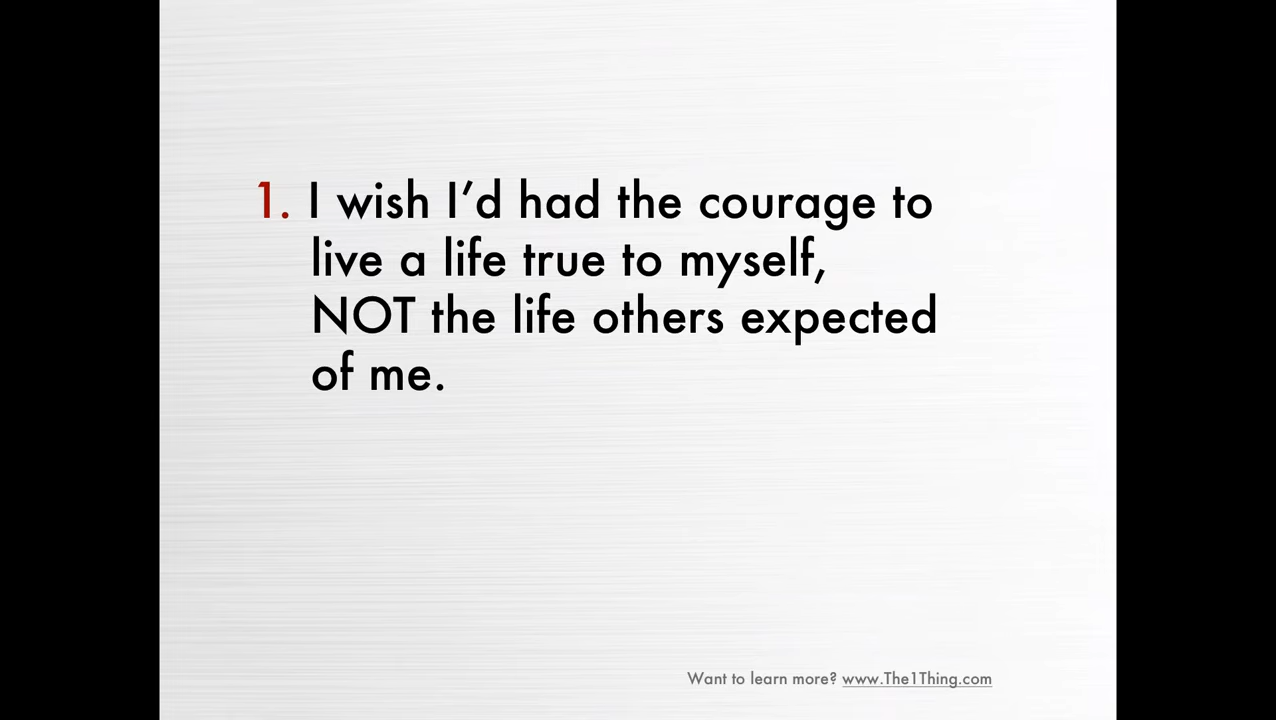 1. I wish I’d had the courage to
live a life true to myself,
NOT the life others expected
of me.
Want to learn more? www.The1Thing.com